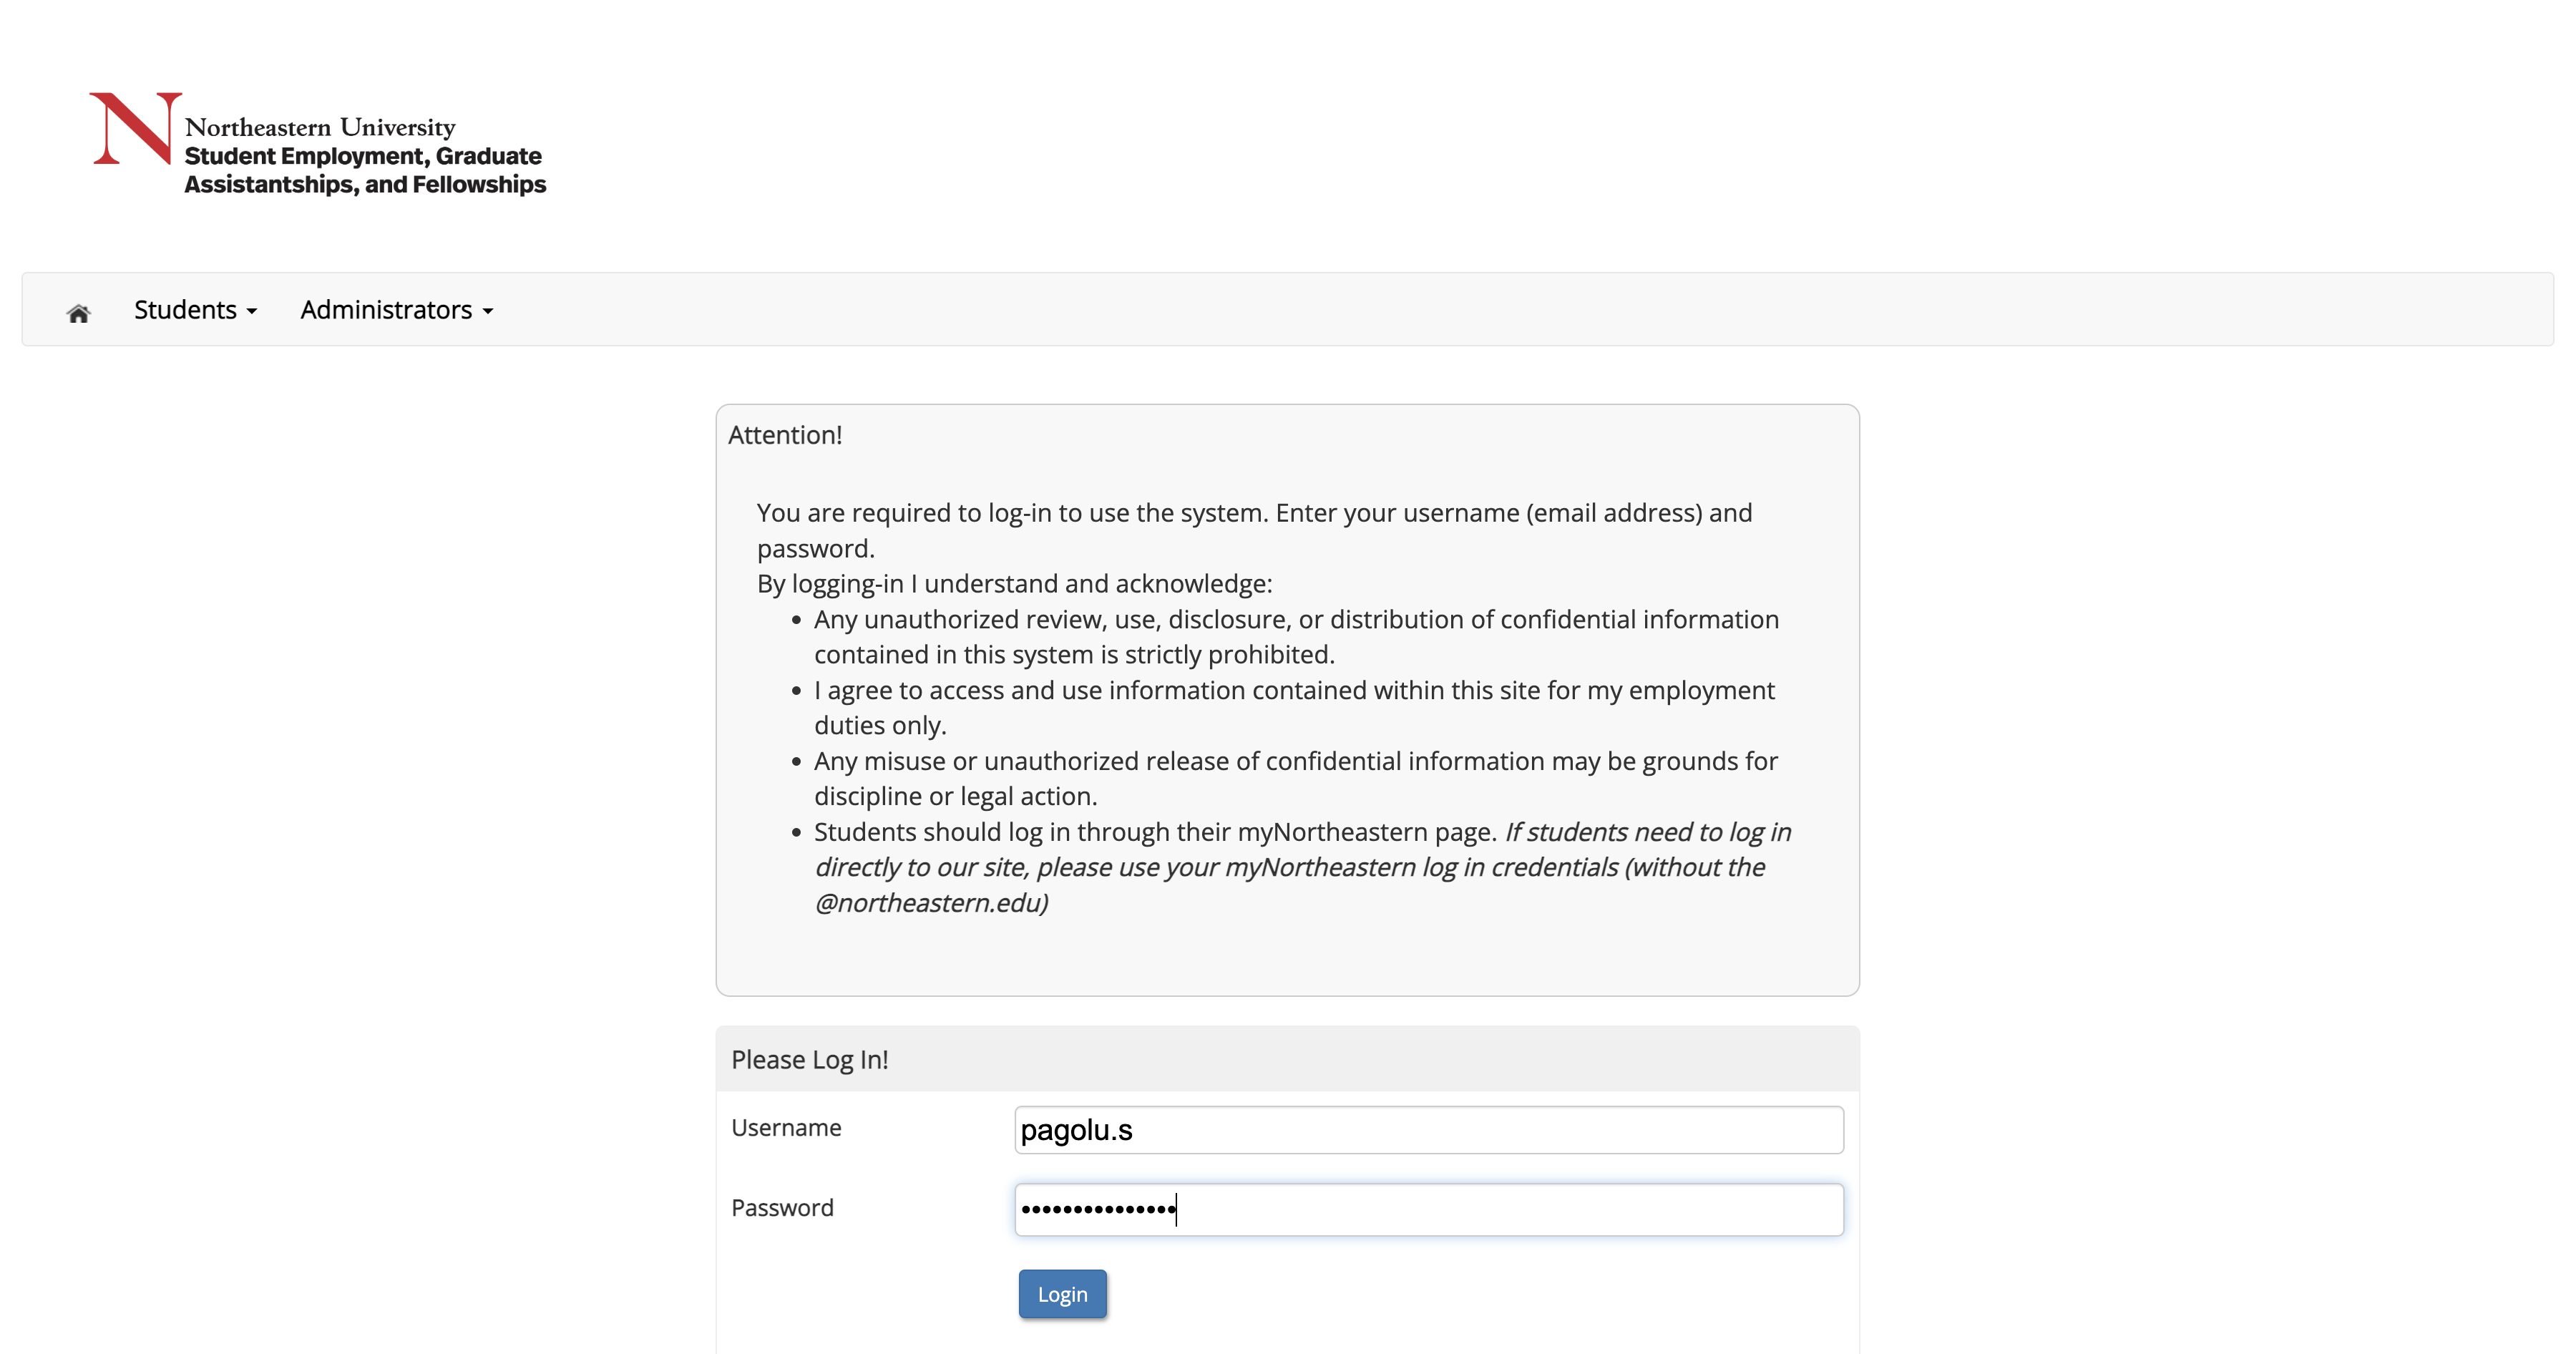 Northeastern University
Student Employment, Graduate
Assistantships, and Fellowships
Students
Administrators
Attention!
You are required to log-in to use the system. Enter your username (email address) and
password.
By logging-in I understand and acknowledge:
• Any unauthorized review, use, disclosure, or distribution of confidential information
contained in this system is strictly prohibited.
• I agree to access and use information contained within this site for my employment
duties only.
• Any misuse or unauthorized release of confidential information may be grounds for
discipline or legal action.
• Students should log in through their myNortheastern page. If students need to log in
directly to our site, please use your myNortheastern log in credentials (without the
@northeastern.edu)
Please Log In!
Username
pagolu.s
Password
•••••••••••••••
Login